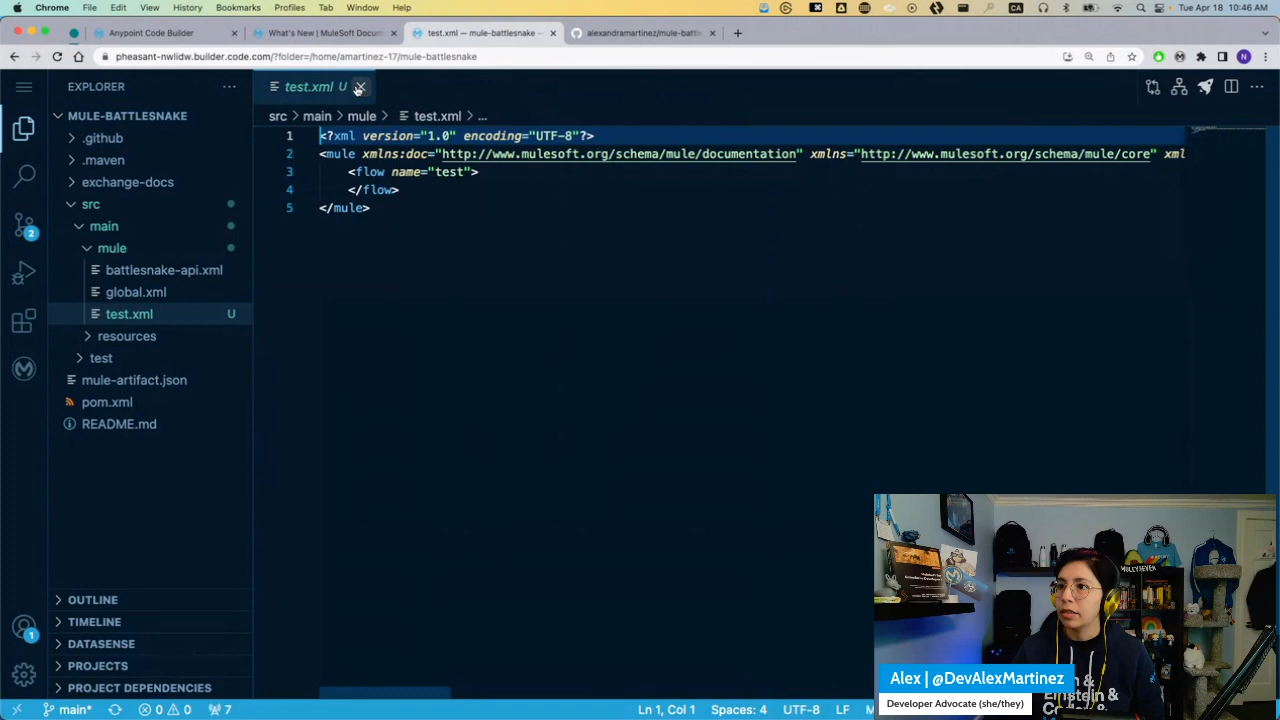 Chrome File Edit View History Bookmarks Profiles Tab Window Help CA Tue Apr 18 10:46 AM
Anypoint Code Builder What's New | MuleSoft Docum test.xml — mule-battlesnake - alexandramartinez/mule-battl
pheasant-nwlidw.builder.code.com/?folder=/home/amartinez-17/mule-battlesnake N
EXPLORER
test.xml U
MULE-BATTLESNAKE
src main mule test.xml ...
.github
.maven
exchange-docs
src
main
mule
battlesnake-api.xml
global.xml
test.xml U
resources
test
mule-artifact.json
pom.xml
README.md
2
1 <?xml version="1.0" encoding="UTF-8"?>
2 <mule xmlns:doc="http://www.mulesoft.org/schema/mule/documentation" xmlns="http://www.mulesoft.org/schema/mule/core" xml
3 <flow name="test">
4 </flow>
5 </mule>
OUTLINE
TIMELINE
DATASENSE
PROJECTS
PROJECT DEPENDENCIES
1
MULEY SEVER
Alex | @DevAlexMartinez
Developer Advocate (she/they)
n &
Einstein &
main* 0 0 7 Ln 1, Col 1 Spaces: 4 UTF-8 LF